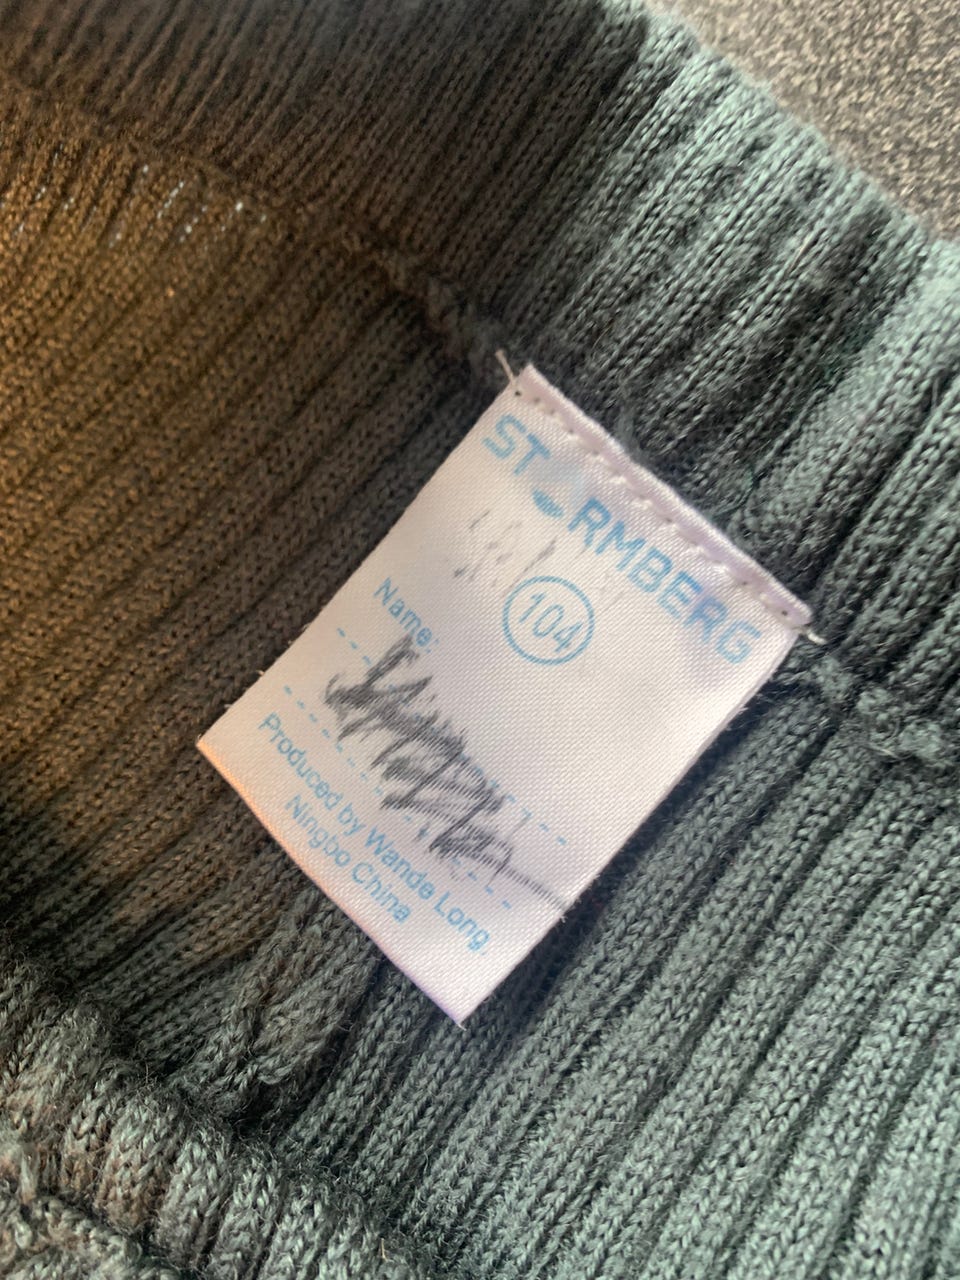 STORMBERG
104
Name:
Produced by Wande Long,
Ningbo China